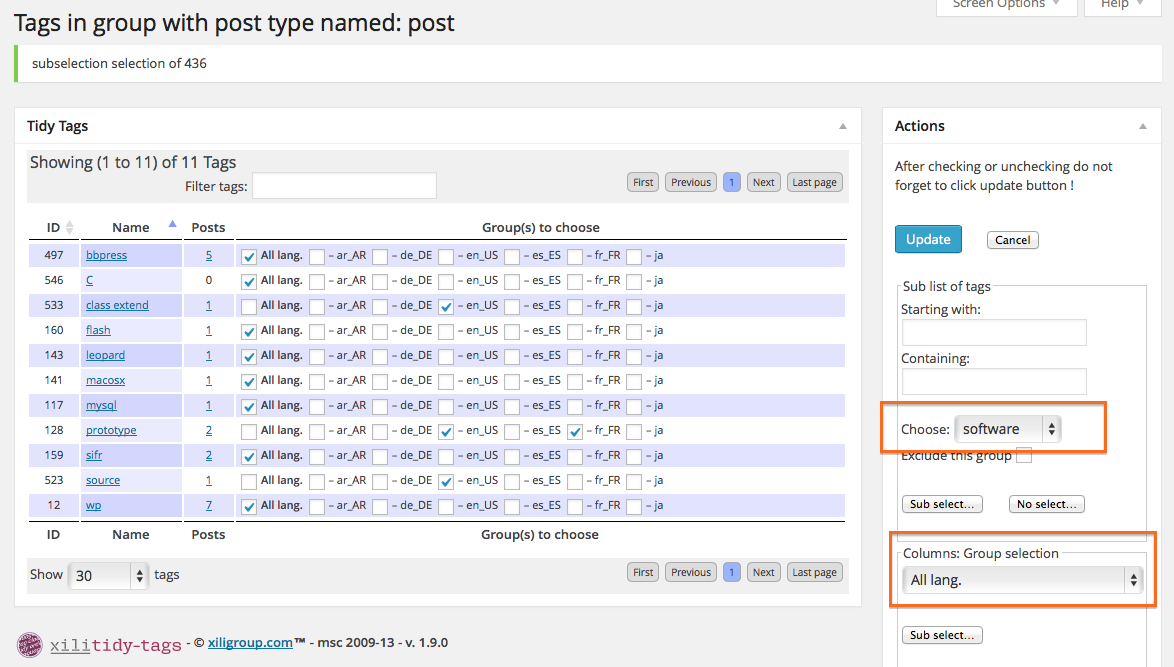 Screen Options Help
Tags in group with post type named: post
subselection selection of 436
Tidy Tags
Showing (1 to 11) of 11 Tags
Filter tags:
First Previous 1 Next Last page
ID Name Posts Group(s) to choose
497 bbpress 5 All lang. – ar_AR – de_DE – en_US – es_ES – fr_FR – ja
546 C 0 All lang. – ar_AR – de_DE – en_US – es_ES – fr_FR – ja
533 class extend 1 All lang. – ar_AR – de_DE – en_US – es_ES – fr_FR – ja
160 flash 1 All lang. – ar_AR – de_DE – en_US – es_ES – fr_FR – ja
143 leopard 1 All lang. – ar_AR – de_DE – en_US – es_ES – fr_FR – ja
141 macosx 1 All lang. – ar_AR – de_DE – en_US – es_ES – fr_FR – ja
117 mysql 1 All lang. – ar_AR – de_DE – en_US – es_ES – fr_FR – ja
128 prototype 2 All lang. – ar_AR – de_DE – en_US – es_ES – fr_FR – ja
159 sifr 2 All lang. – ar_AR – de_DE – en_US – es_ES – fr_FR – ja
523 source 1 All lang. – ar_AR – de_DE – en_US – es_ES – fr_FR – ja
12 wp 7 All lang. – ar_AR – de_DE – en_US – es_ES – fr_FR – ja
ID Name Posts Group(s) to choose
Show 30 tags
First Previous 1 Next Last page
xilitidy-tags - © xiligroup.com™ - msc 2009-13 - v. 1.9.0
Actions
After checking or unchecking do not
forget to click update button !
Update Cancel
Sub list of tags
Starting with:
Containing:
Choose: software
Exclude this group
Sub select... No select...
Columns: Group selection
All lang.
Sub select...